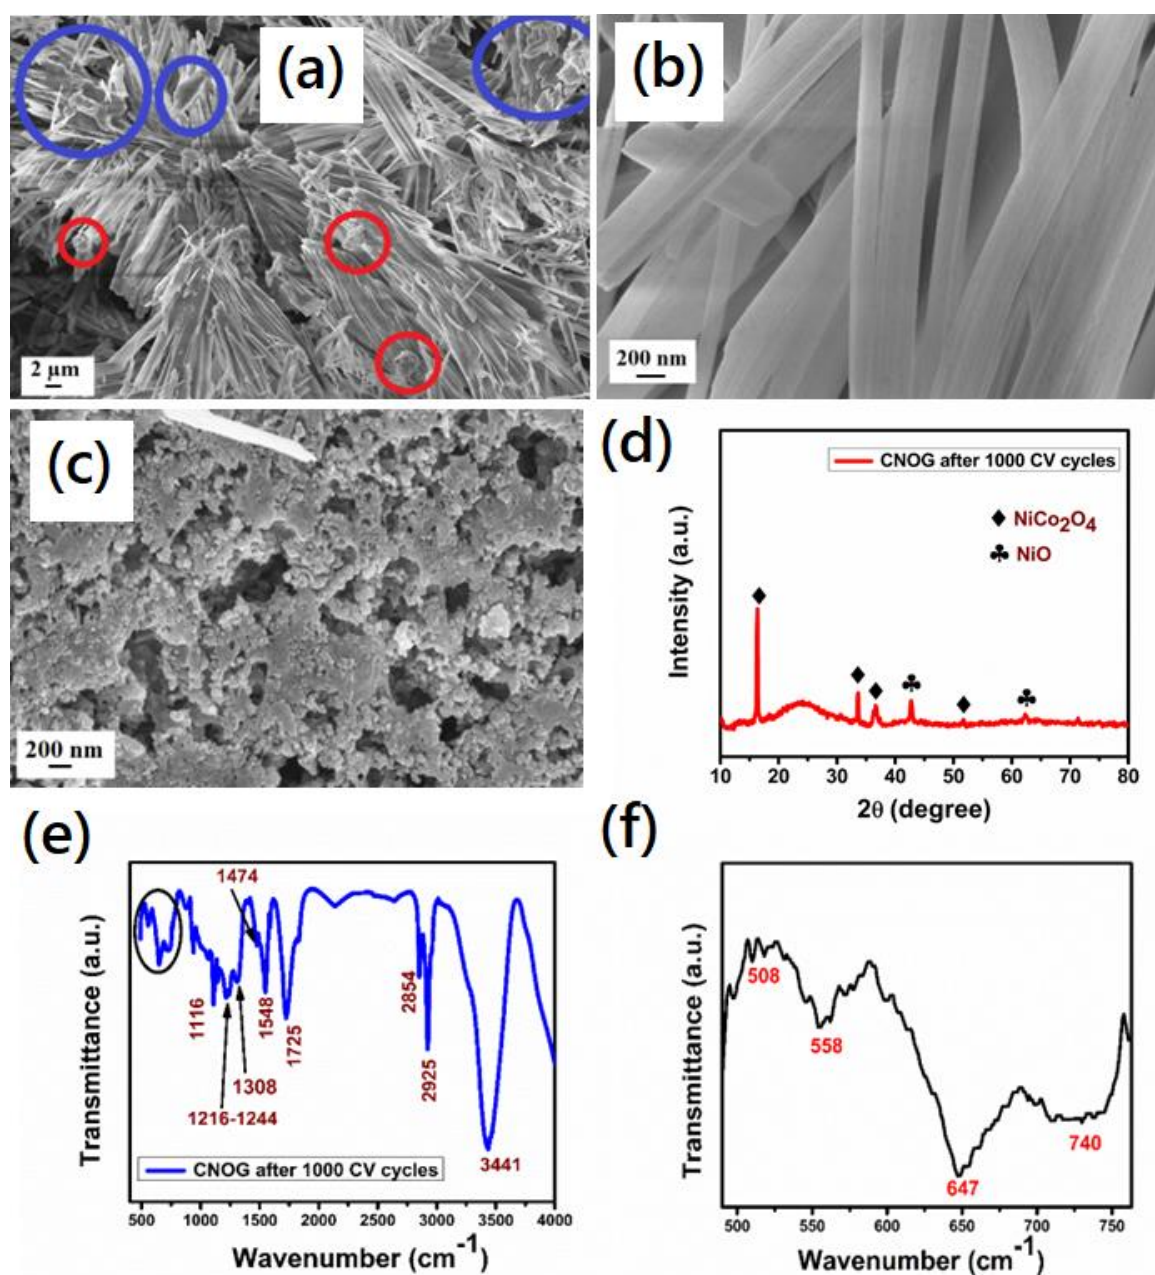 (a)
2 µm
(b)
200 nm
(c)
200 nm
(d)
CNOG after 1000 CV cycles
♦ NiCo₂O₄
♣ NiO
Intensity (a.u.)
10 20 30 40 50 60 70 80
2θ (degree)
(e)
1474
1116
1216-1244
1308
1548
1725
2854
2925
3441
CNOG after 1000 CV cycles
Transmittance (a.u.)
500 1000 1500 2000 2500 3000 3500 4000
Wavenumber (cm⁻¹)
(f)
508
558
647
740
Transmittance (a.u.)
500 550 600 650 700 750
Wavenumber (cm⁻¹)